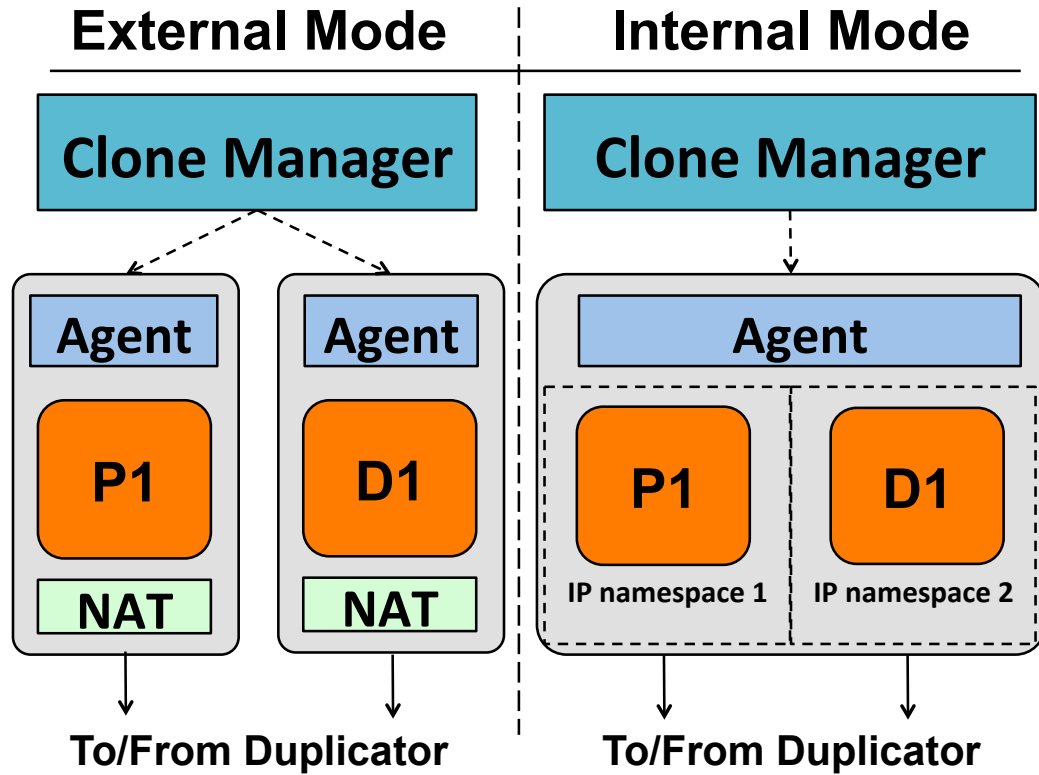 External Mode
Internal Mode
Clone Manager
Clone Manager
Agent
Agent
Agent
P1
D1
P1
D1
IP namespace 1
IP namespace 2
NAT
NAT
To/From Duplicator
To/From Duplicator